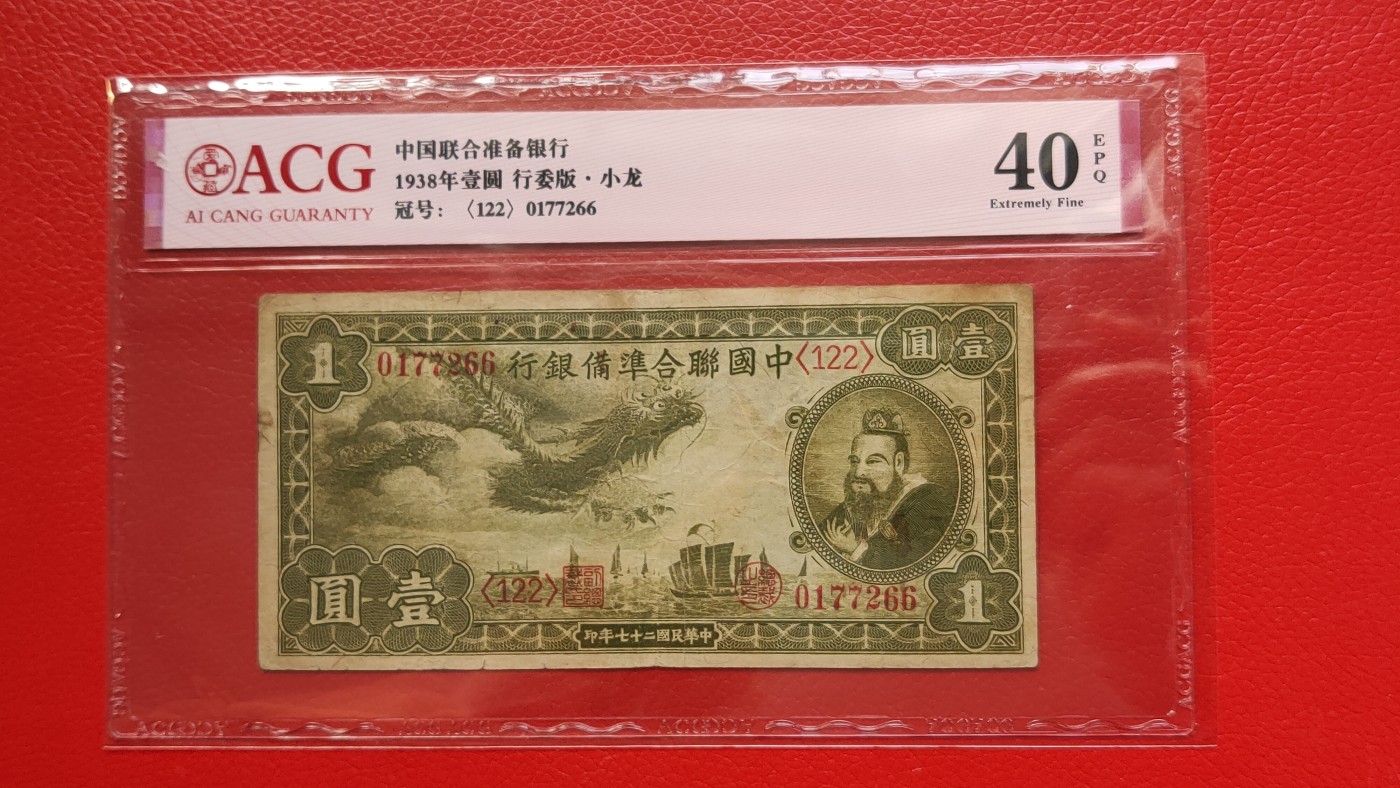 ACG
AI CANG GUARANTY
中国联合准备银行
1938年壹圆 行委版·小龙
冠号: 〈122〉0177266
40
EPQ
Extremely Fine
1
0177266
行銀備準合聯國中
〈122〉
圓壹
圓壹
〈122〉
0177266
1
印年七十二國民華中